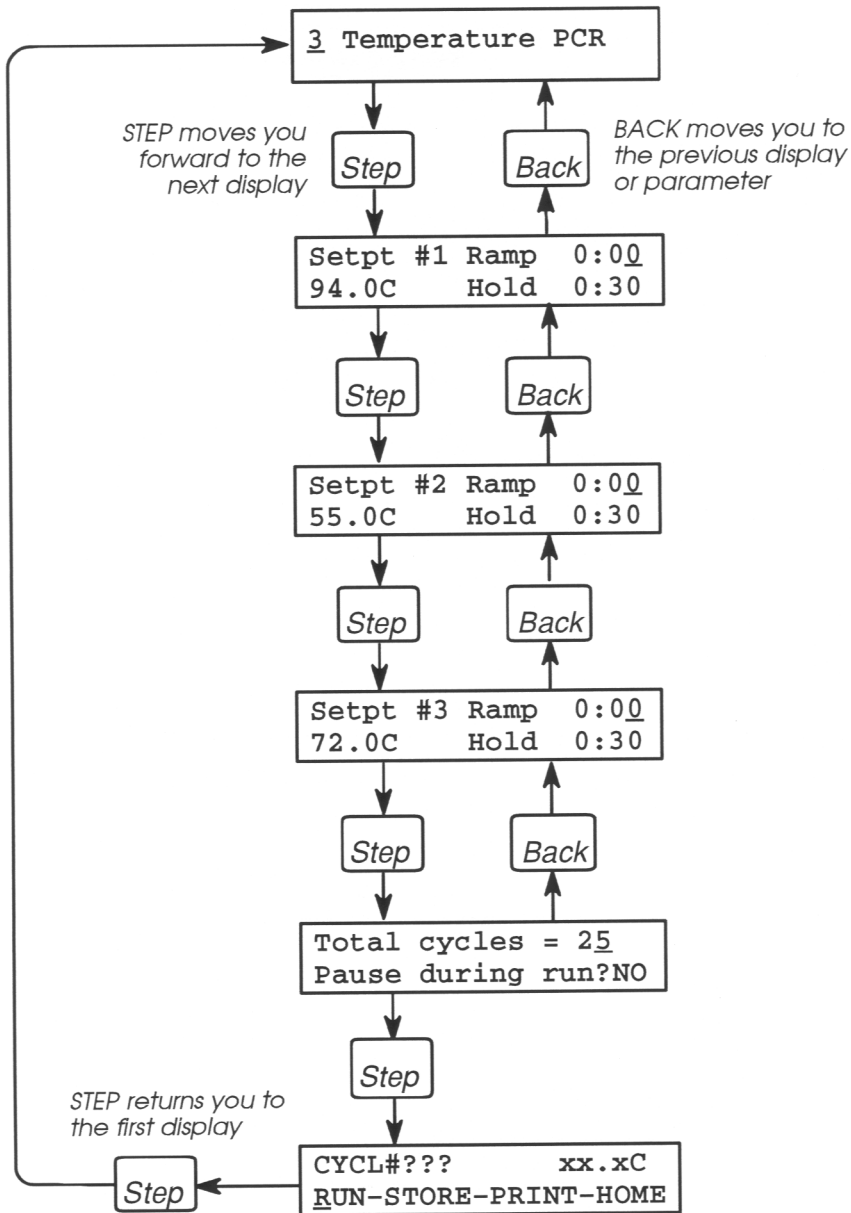 3 Temperature PCR
STEP moves you
forward to the
next display
Step
Back
BACK moves you to
the previous display
or parameter
Setpt #1 Ramp 0:00
94.0C Hold 0:30
Step
Back
Setpt #2 Ramp 0:00
55.0C Hold 0:30
Step
Back
Setpt #3 Ramp 0:00
72.0C Hold 0:30
Step
Back
Total cycles = 25
Pause during run?NO
Step
STEP returns you to
the first display
Step
CYCL#??? xx.xC
RUN-STORE-PRINT-HOME